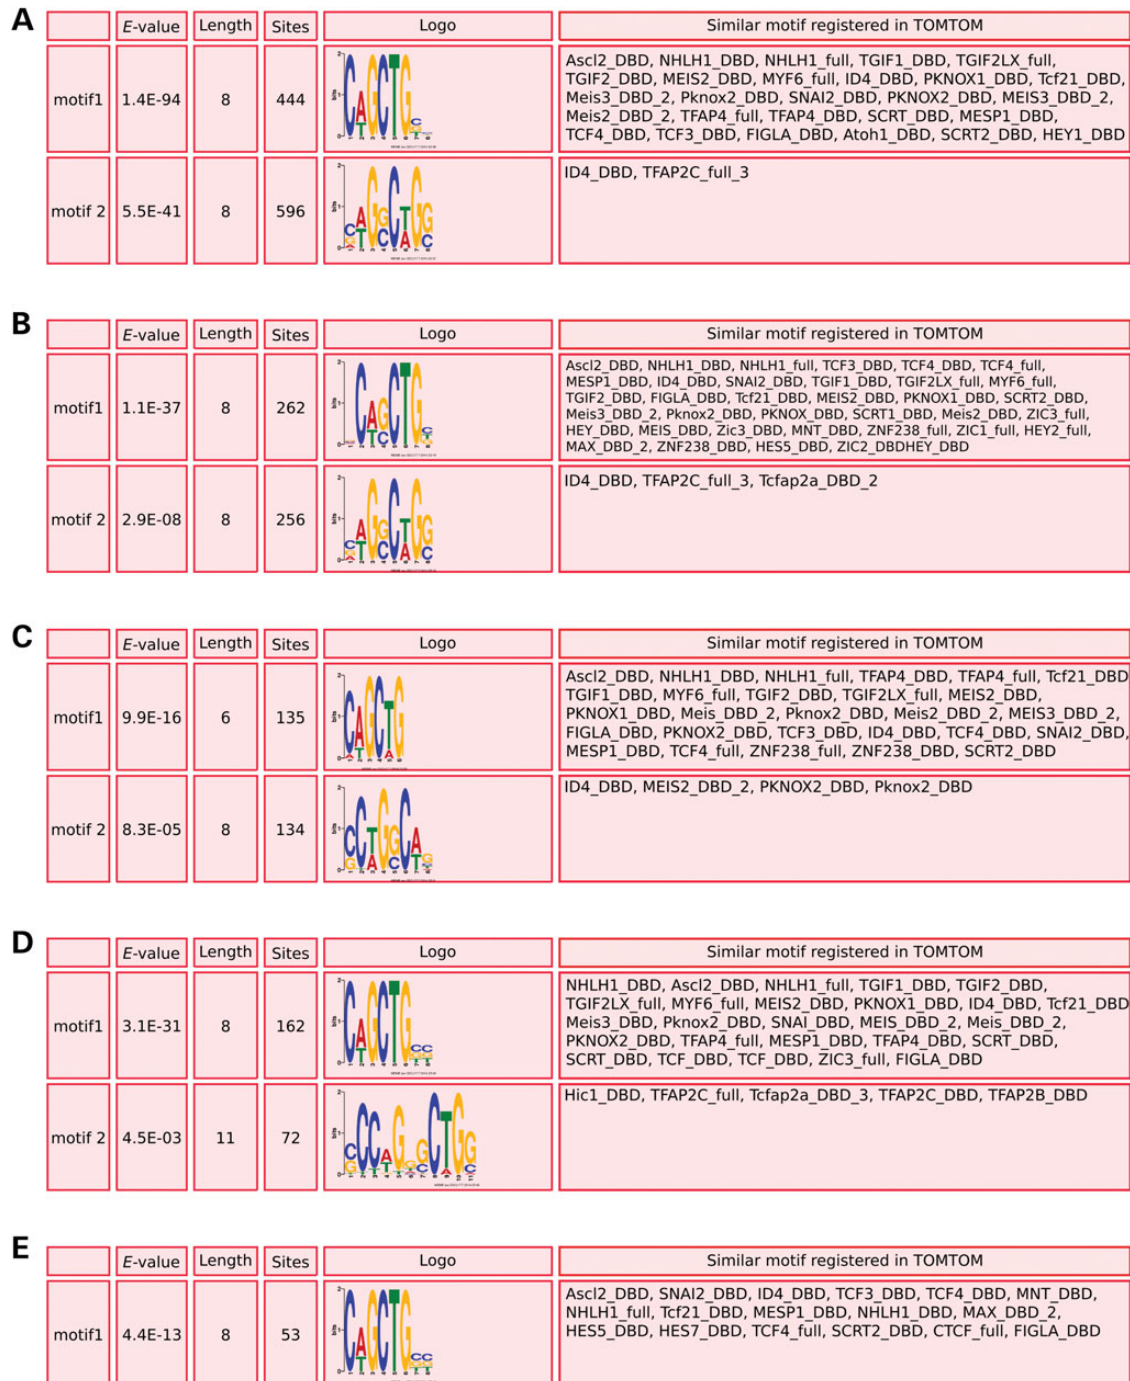 A
E-value Length Sites Logo Similar motif registered in TOMTOM
motif1 1.4E-94 8 444
Ascl2_DBD, NHLH1_DBD, NHLH1_full, TGIF1_DBD, TGIF2LX_full,
TGIF2_DBD, MEIS2_DBD, MYF6_full, ID4_DBD, PKNOX1_DBD, Tcf21_DBD,
Meis3_DBD_2, Pknox2_DBD, SNAI2_DBD, PKNOX2_DBD, MEIS3_DBD_2,
Meis2_DBD_2, TFAP4_full, TFAP4_DBD, SCRT_DBD, MESP1_DBD,
TCF4_DBD, TCF3_DBD, FIGLA_DBD, Atoh1_DBD, SCRT2_DBD, HEY1_DBD
motif 2 5.5E-41 8 596
ID4_DBD, TFAP2C_full_3
B
E-value Length Sites Logo Similar motif registered in TOMTOM
motif1 1.1E-37 8 262
Ascl2_DBD, NHLH1_DBD, NHLH1_full, TCF3_DBD, TCF4_DBD, TCF4_full,
MESP1_DBD, ID4_DBD, SNAI2_DBD, TGIF1_DBD, TGIF2LX_full, MYF6_full,
TGIF2_DBD, FIGLA_DBD, Tcf21_DBD, MEIS2_DBD, PKNOX1_DBD, SCRT2_DBD,
Meis3_DBD_2, Pknox2_DBD, PKNOX_DBD, SCRT1_DBD, Meis2_DBD, ZIC3_full,
HEY_DBD, MEIS_DBD, Zic3_DBD, MNT_DBD, ZNF238_full, ZIC1_full, HEY2_full,
MAX_DBD_2, ZNF238_DBD, HES5_DBD, ZIC2_DBDHEY_DBD
motif 2 2.9E-08 8 256
ID4_DBD, TFAP2C_full_3, Tcfap2a_DBD_2
C
E-value Length Sites Logo Similar motif registered in TOMTOM
motif1 9.9E-16 6 135
Ascl2_DBD, NHLH1_DBD, NHLH1_full, TFAP4_DBD, TFAP4_full, Tcf21_DBD
TGIF1_DBD, MYF6_full, TGIF2_DBD, TGIF2LX_full, MEIS2_DBD,
PKNOX1_DBD, Meis_DBD_2, Pknox2_DBD, Meis2_DBD_2, MEIS3_DBD_2,
FIGLA_DBD, PKNOX2_DBD, TCF3_DBD, ID4_DBD, TCF4_DBD, SNAI2_DBD,
MESP1_DBD, TCF4_full, ZNF238_full, ZNF238_DBD, SCRT2_DBD
motif 2 8.3E-05 8 134
ID4_DBD, MEIS2_DBD_2, PKNOX2_DBD, Pknox2_DBD
D
E-value Length Sites Logo Similar motif registered in TOMTOM
motif1 3.1E-31 8 162
NHLH1_DBD, Ascl2_DBD, NHLH1_full, TGIF1_DBD, TGIF2_DBD,
TGIF2LX_full, MYF6_full, MEIS2_DBD, PKNOX1_DBD, ID4_DBD, Tcf21_DBD
Meis3_DBD, Pknox2_DBD, SNAI_DBD, MEIS_DBD_2, Meis_DBD_2,
PKNOX2_DBD, TFAP4_full, MESP1_DBD, TFAP4_DBD, SCRT_DBD,
SCRT_DBD, TCF_DBD, TCF_DBD, ZIC3_full, FIGLA_DBD
motif 2 4.5E-03 11 72
Hic1_DBD, TFAP2C_full, Tcfap2a_DBD_3, TFAP2C_DBD, TFAP2B_DBD
E
E-value Length Sites Logo Similar motif registered in TOMTOM
motif1 4.4E-13 8 53
Ascl2_DBD, SNAI2_DBD, ID4_DBD, TCF3_DBD, TCF4_DBD, MNT_DBD,
NHLH1_full, Tcf21_DBD, MESP1_DBD, NHLH1_DBD, MAX_DBD_2,
HES5_DBD, HES7_DBD, TCF4_full, SCRT2_DBD, CTCF_full, FIGLA_DBD